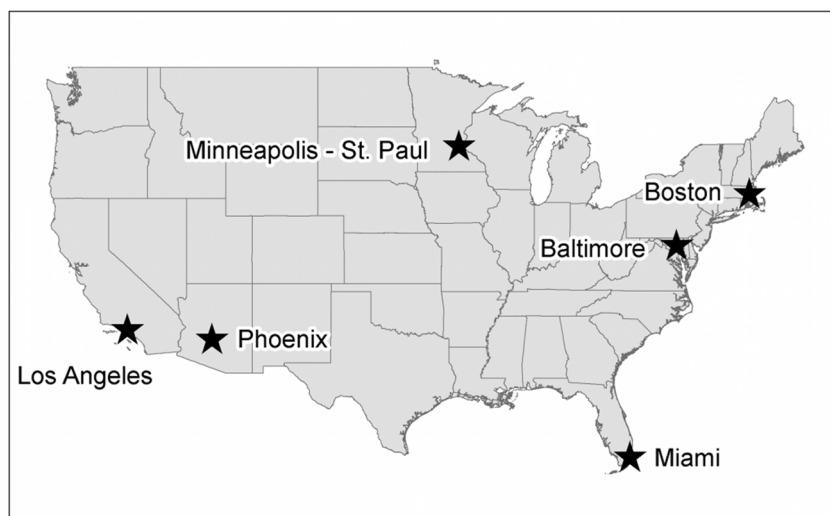 Minneapolis - St. Paul
Boston
Baltimore
Phoenix
Los Angeles
Miami